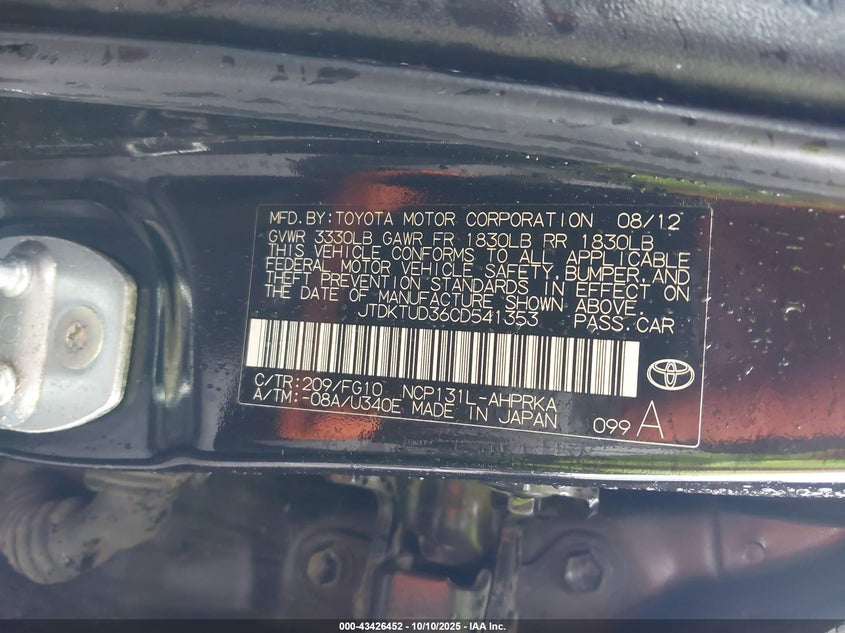 MFD.BY:TOYOTA MOTOR CORPORATION 08/12
GVWR 3330LB GAWR FR 1830LB RR 1830LB
THIS VEHICLE CONFORMS TO ALL APPLICABLE
FEDERAL MOTOR VEHICLE SAFETY,BUMPER,AND
THEFT PREVENTION STANDARDS IN EFFECT ON
THE DATE OF MANUFACTURE SHOWN ABOVE.
JTDKTUD36CD541353 PASS.CAR
C/TR:209/FG10 NCP131L-AHPRKA
A/TM:-08A/U340E MADE IN JAPAN 099 A
000-43426452 - 10/10/2025 - IAA Inc.